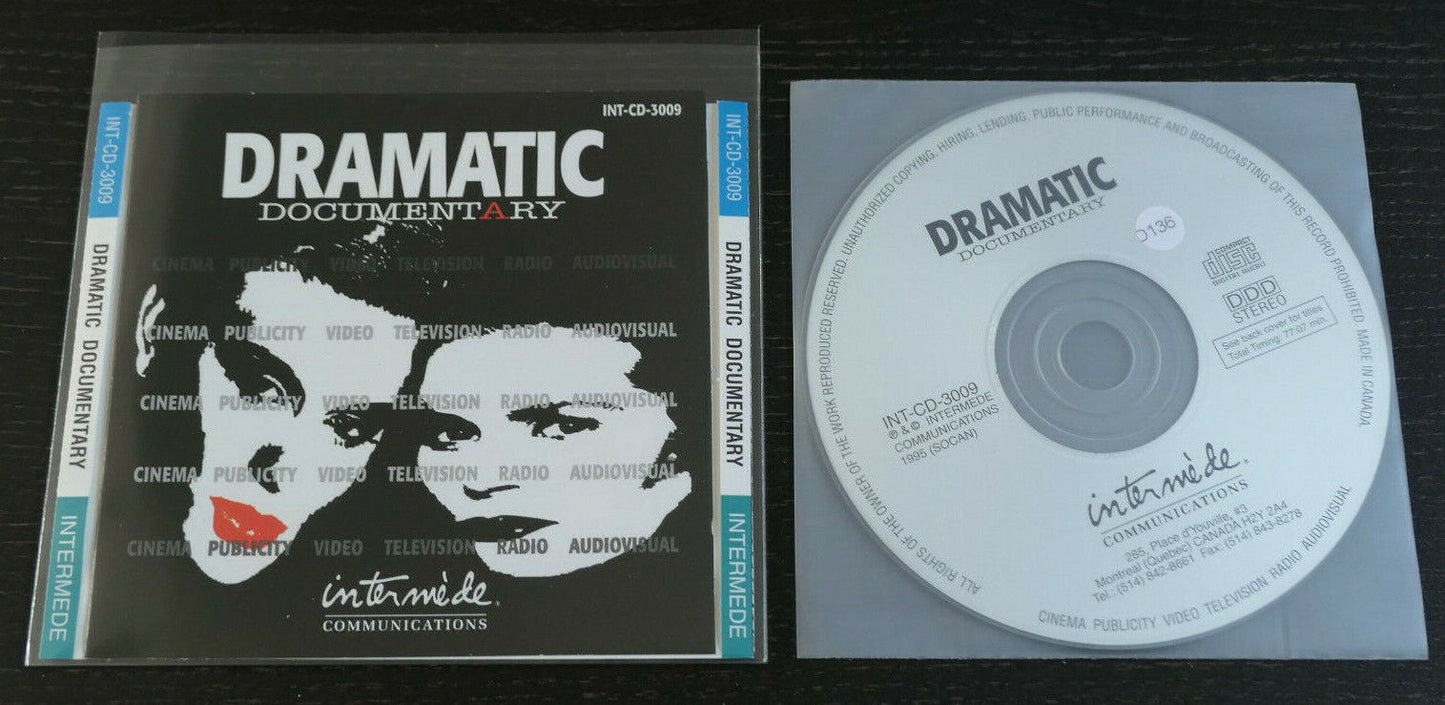 INT-CD-3009
DRAMATIC DOCUMENTARY
INTERMEDE
INT-CD-3009
DRAMATIC
DOCUMENTARY
CINEMA PUBLICITY VIDEO TELEVISION RADIO AUDIOVISUAL
CINEMA PUBLICITY VIDEO TELEVISION RADIO AUDIOVISUAL
CINEMA PUBLICITY VIDEO TELEVISION RADIO AUDIOVISUAL
CINEMA PUBLICITY VIDEO TELEVISION RADIO AUDIOVISUAL
CINEMA PUBLICITY VIDEO TELEVISION RADIO AUDIOVISUAL
intermède
COMMUNICATIONS
INT-CD-3009
DRAMATIC DOCUMENTARY
INTERMEDE
ALL RIGHTS OF THE OWNER OF THE WORK REPRODUCED RESERVED. UNAUTHORIZED COPYING, HIRING, LENDING, PUBLIC PERFORMANCE AND BROADCASTING OF THIS RECORD PROHIBITED. MADE IN CANADA
DRAMATIC
DOCUMENTARY
0136
COMPACT
disc
DIGITAL AUDIO
DDD
STEREO
See back cover for titles
Total Timing: 77:07 min.
INT-CD-3009
℗ & © INTERMEDE
COMMUNICATIONS
1995 (SOCAN)
intermède®
COMMUNICATIONS
285, Place d'Youville, #3
Montreal (Quebec) CANADA H2Y 2A4
Tel.: (514) 842-8661 Fax: (514) 843-8278
CINEMA PUBLICITY VIDEO TELEVISION RADIO AUDIOVISUAL